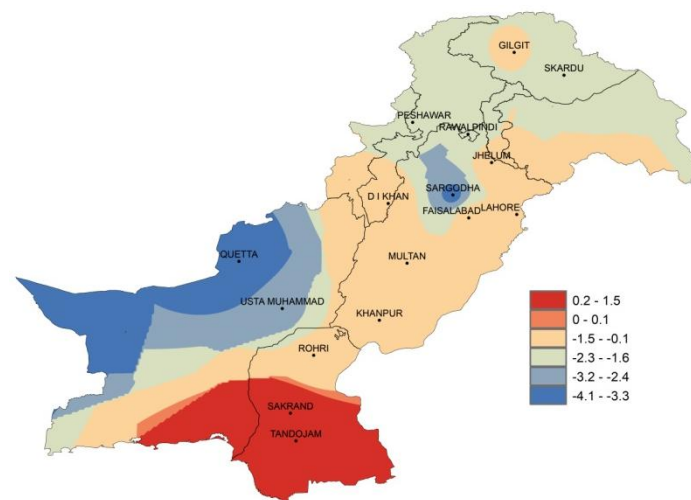 GILGIT
SKARDU
PESHAWAR
RAWALPINDI
JHELUM
SARGODHA
D I KHAN
FAISALABAD
LAHORE
QUETTA
MULTAN
USTA MUHAMMAD
KHANPUR
ROHRI
SAKRAND
TANDOJAM
0.2 - 1.5
0 - 0.1
-1.5 - -0.1
-2.3 - -1.6
-3.2 - -2.4
-4.1 - -3.3